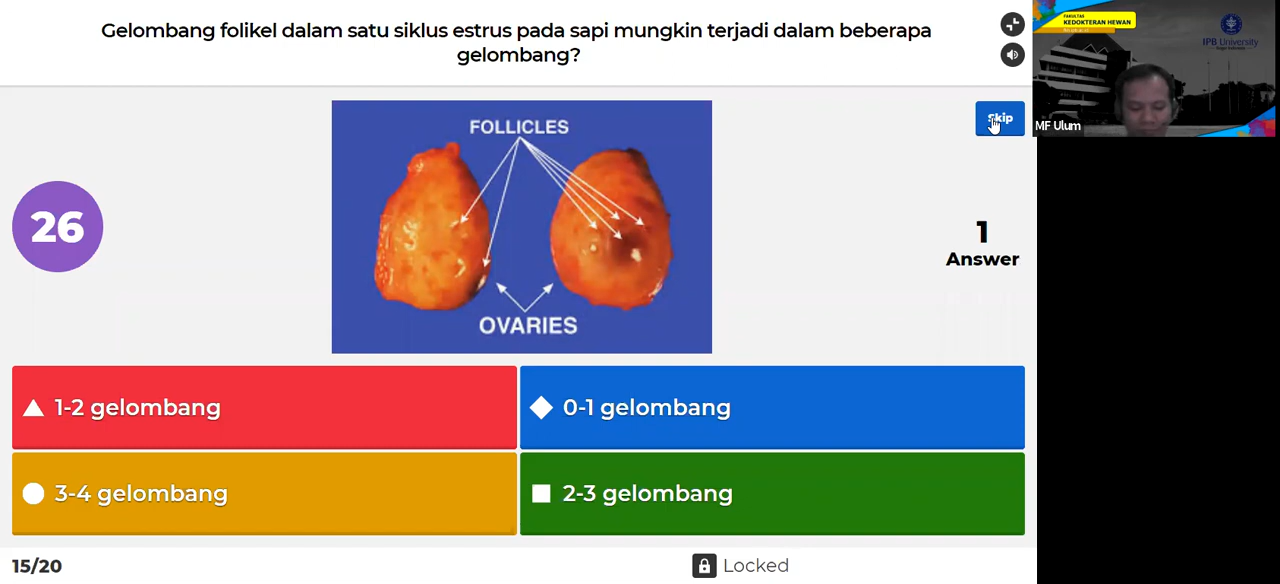 Gelombang folikel dalam satu siklus estrus pada sapi mungkin terjadi dalam beberapa
gelombang?
FAKULTAS
KEDOKTERAN HEWAN
IPB University
MF Ulum
Skip
FOLLICLES
OVARIES
26
1
Answer
1-2 gelombang
0-1 gelombang
3-4 gelombang
2-3 gelombang
15/20
Locked